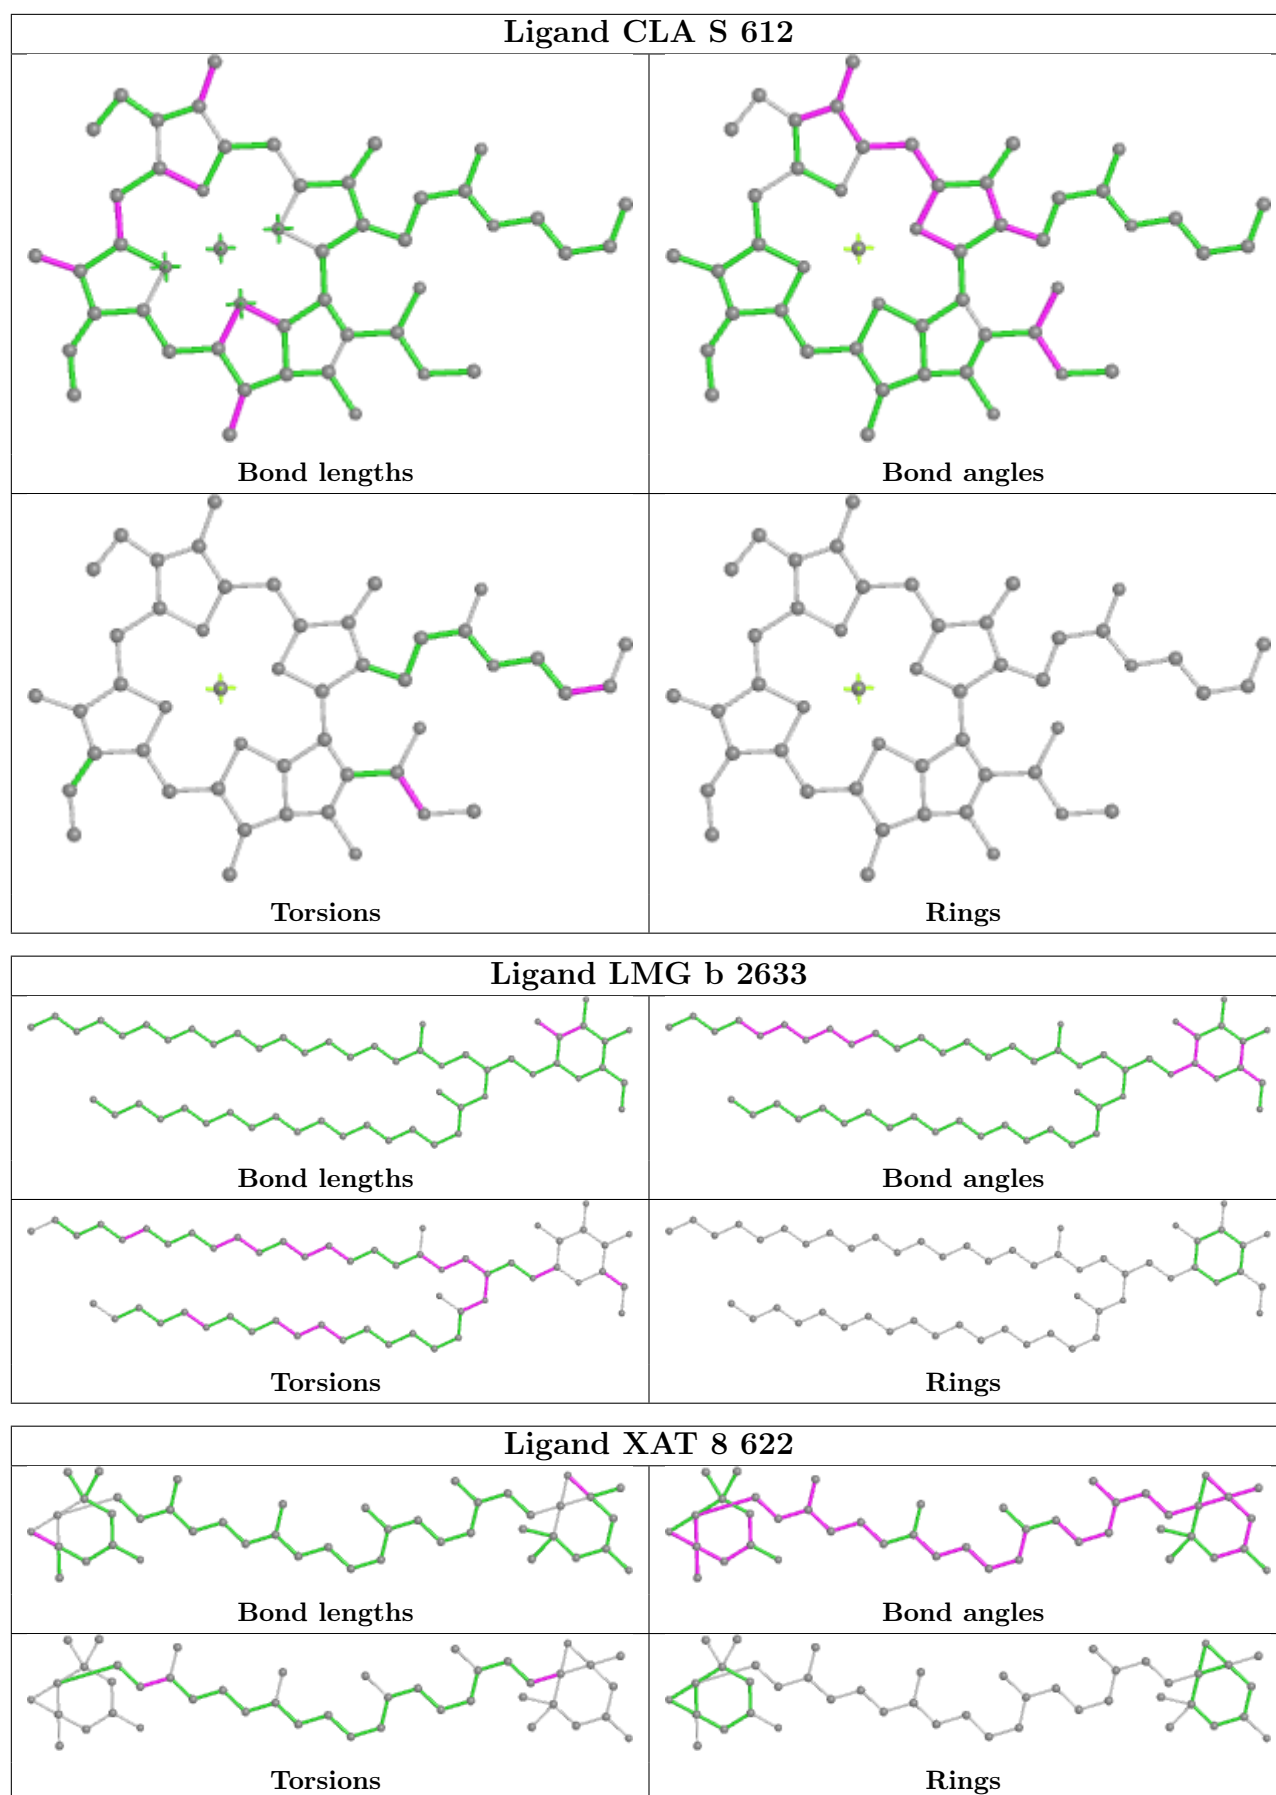 Ligand CLA S 612
Bond lengths
Bond angles
Torsions
Rings
Ligand LMG b 2633
Bond lengths
Bond angles
Torsions
Rings
Ligand XAT 8 622
Bond lengths
Bond angles
Torsions
Rings